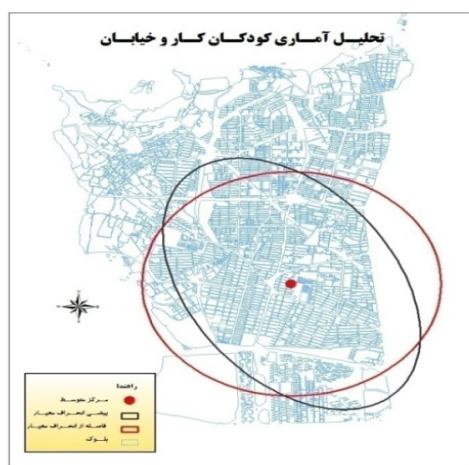 تحلیل آماری کودکان کار و خیابان
راهنما
مرکز متوسط
بیضی انحراف معیار
فاصله از انحراف معیار
بلوک